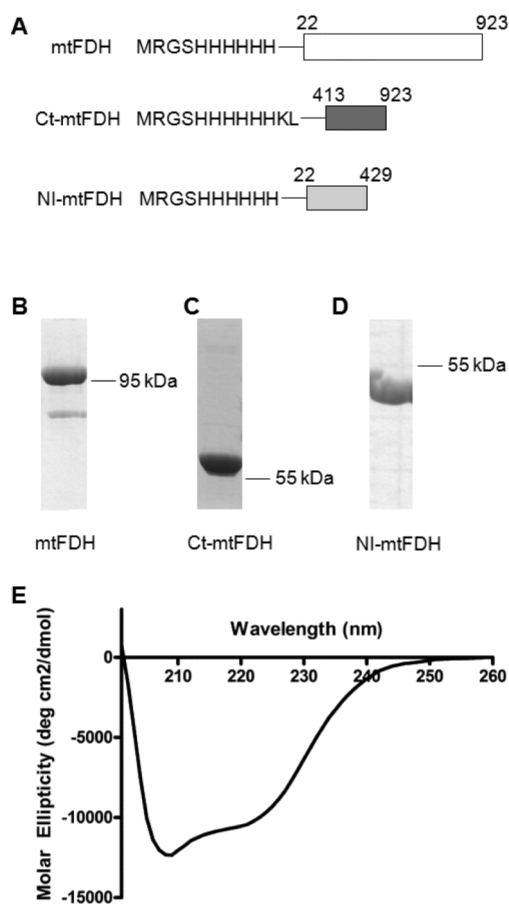 A
22 923
mtFDH MRGSHHHHHH
413 923
Ct-mtFDH MRGSHHHHHHKL
22 429
NI-mtFDH MRGSHHHHHH
B C D
55 kDa
95 kDa
55 kDa
mtFDH Ct-mtFDH NI-mtFDH
E
Wavelength (nm)
0
210 220 230 240 250 260
-5000
-10000
-15000
Molar Ellipticity (deg cm2/dmol)